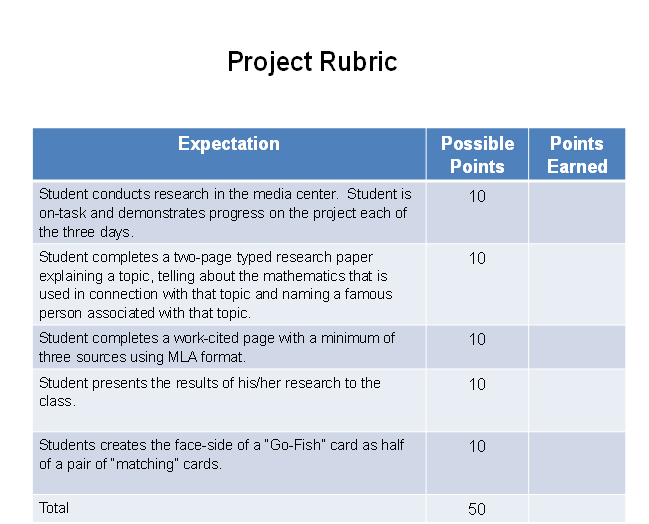 Project Rubric
Expectation
Possible
Points
Points
Earned
Student conducts research in the media center.  Student is
on-task and demonstrates progress on the project each of
the three days.
10
Student completes a two-page typed research paper
explaining a topic, telling about the mathematics that is
used in connection with that topic and naming a famous
person associated with that topic.
10
Student completes a work-cited page with a minimum of
three sources using MLA format.
10
Student presents the results of his/her research to the
class.
10
Students creates the face-side of a “Go-Fish” card as half
of a pair of “matching” cards.
10
Total
50